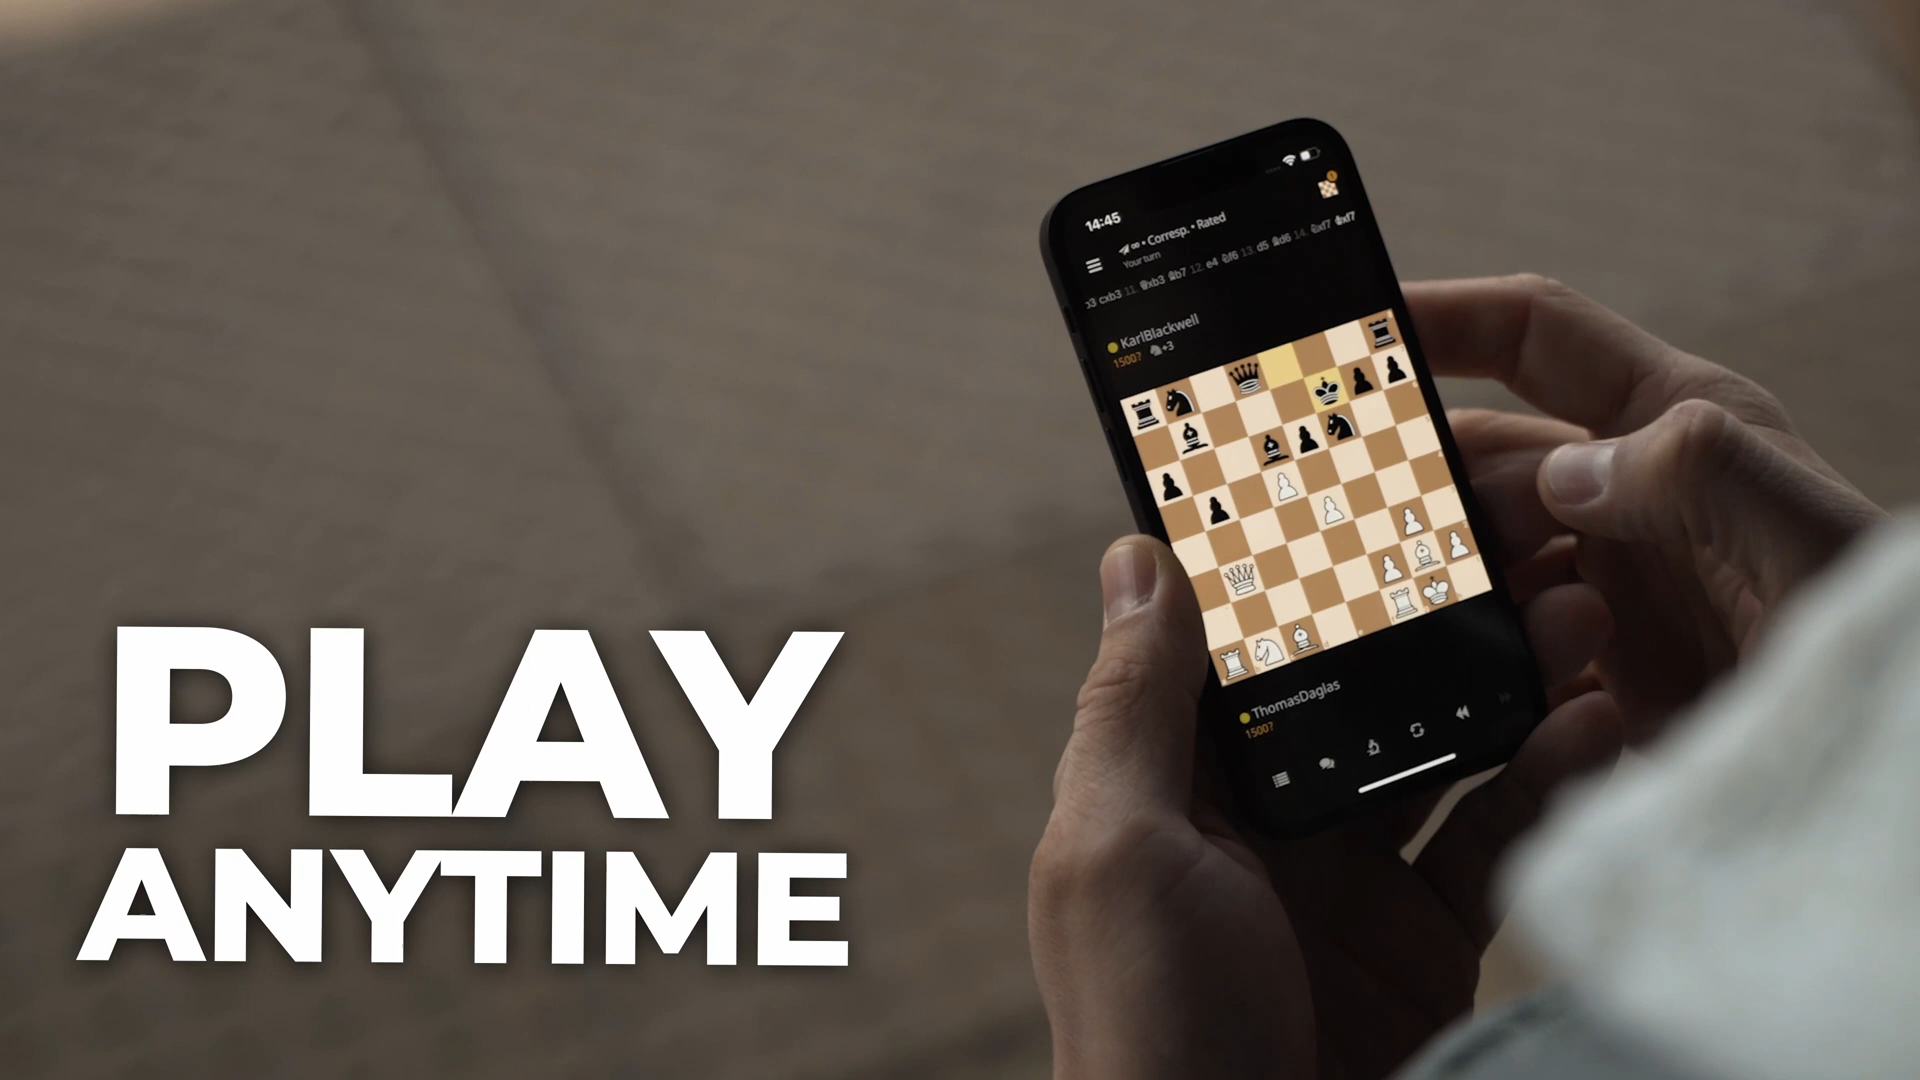 PLAY
ANYTIME
14:45
∞ • Corresp. • Rated
Your turn
cxb3 11. ♛xb3 ♝b7 12. e4 ♞f6 13. d5 ♝d6 14. ♞xf7 ♚xf7
KarlBlackwell
1500? +3
ThomasDaglas
1500?